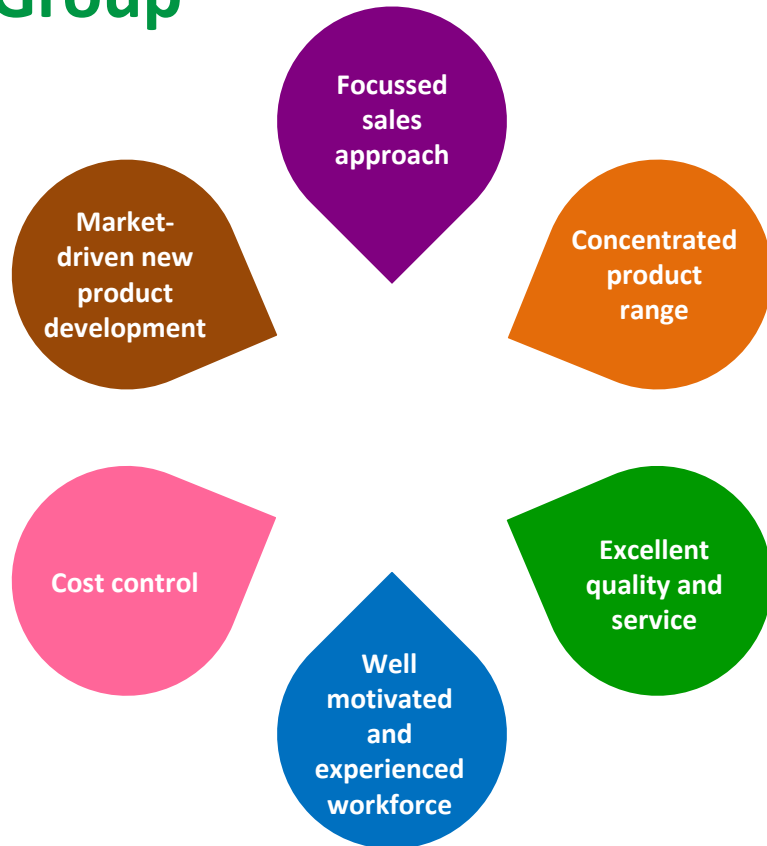 Group
Focussed
sales
approach
Concentrated
product
range
Excellent
quality and
service
Well
motivated
and
experienced
workforce
Cost control
Market-
driven new
product
development